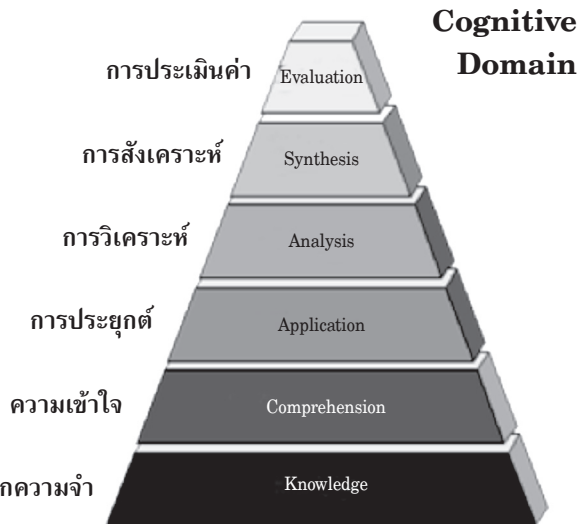 Cognitive
Domain
การประเมินค่า Evaluation
การสังเคราะห์ Synthesis
การวิเคราะห์ Analysis
การประยุกต์ Application
ความเข้าใจ Comprehension
กความจำ Knowledge